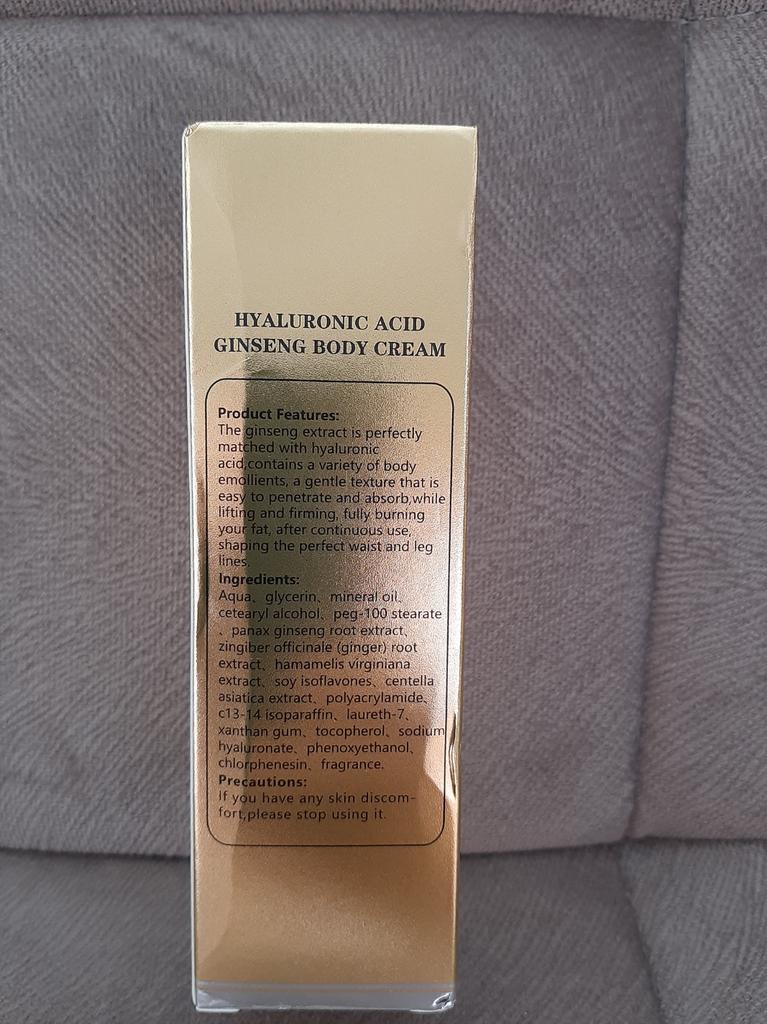 HYALURONIC ACID
GINSENG BODY CREAM
Product Features:
The ginseng extract is perfectly
matched with hyaluronic
acid,contains a variety of body
emollients, a gentle texture that is
easy to penetrate and absorb,while
lifting and firming, fully burning
your fat, after continuous use,
shaping the perfect waist and leg
lines.
Ingredients:
Aqua、glycerin、mineral oil、
cetearyl alcohol、peg-100 stearate
、panax ginseng root extract、
zingiber officinale (ginger) root
extract、hamamelis virginiana
extract、soy isoflavones、centella
asiatica extract、polyacrylamide、
c13-14 isoparaffin、laureth-7、
xanthan gum、tocopherol、sodium
hyaluronate、phenoxyethanol、
chlorphenesin、fragrance.
Precautions:
If you have any skin discom-
fort,please stop using it.